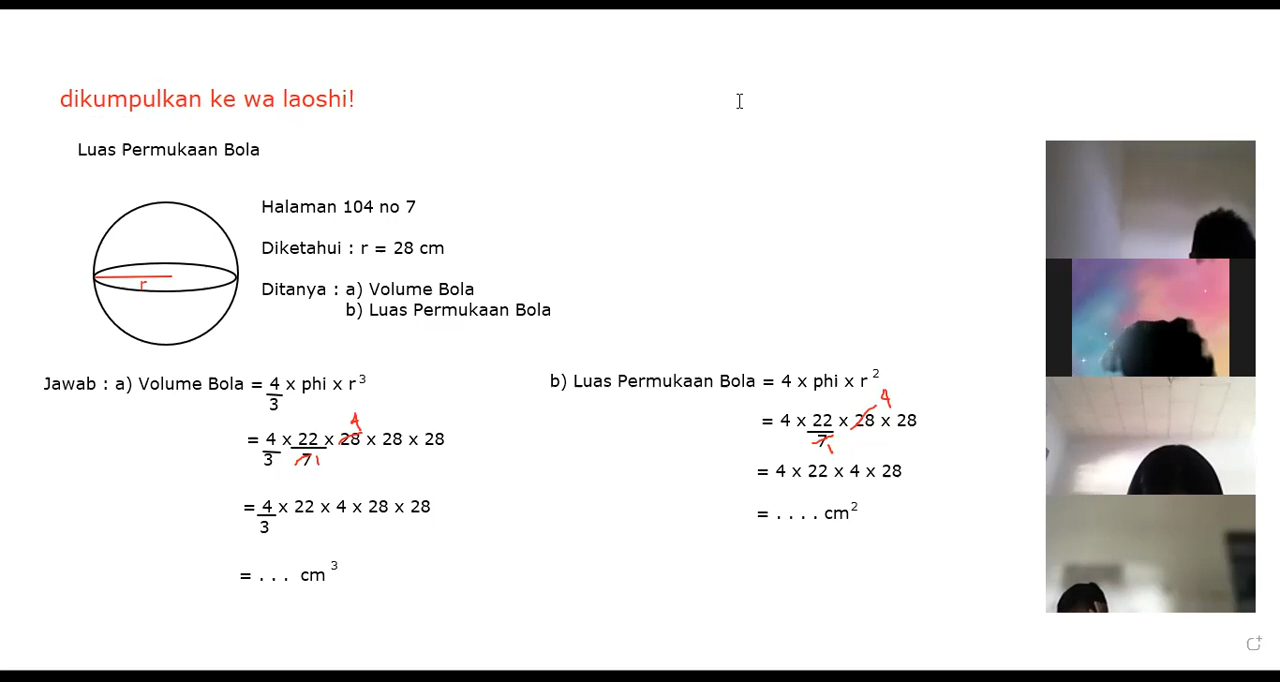 dikumpulkan ke wa laoshi!
Luas Permukaan Bola
r
Halaman 104 no 7
Diketahui : r = 28 cm
Ditanya : a) Volume Bola
b) Luas Permukaan Bola
Jawab : a) Volume Bola = 4/3 x phi x r³
4
= 4/3 x 22/7 x 28 x 28 x 28
1
= 4/3 x 22 x 4 x 28 x 28
= . . . cm³
b) Luas Permukaan Bola = 4 x phi x r²
4
= 4 x 22/7 x 28 x 28
1
= 4 x 22 x 4 x 28
= . . . . cm²